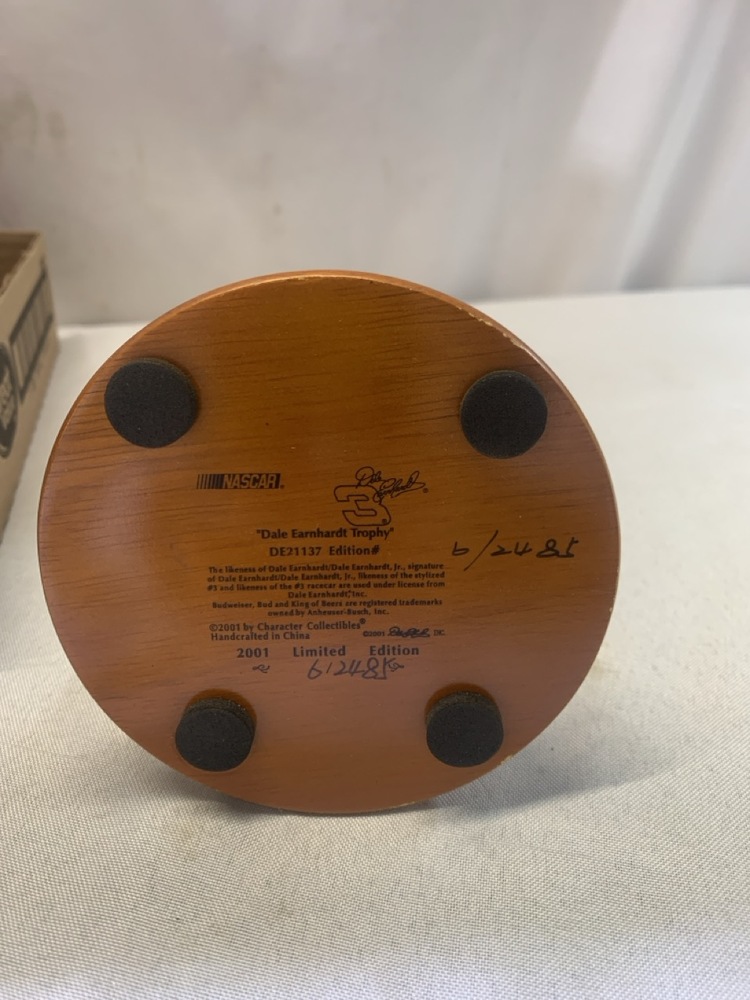 NASCAR®
Dale Earnhardt
3®
"Dale Earnhardt Trophy"
DE21137 Edition#
6/2485
The likeness of Dale Earnhardt/Dale Earnhardt, Jr., signature
of Dale Earnhardt/Dale Earnhardt, Jr., likeness of the stylized
#3 and likeness of the #3 racecar are used under license from
Dale Earnhardt, Inc.
Budweiser, Bud and King of Beers are registered trademarks
owned by Anheuser-Busch, Inc.
©2001 by Character Collectibles®
Handcrafted in China
©2001 INC.
2001 Limited Edition
6/2485